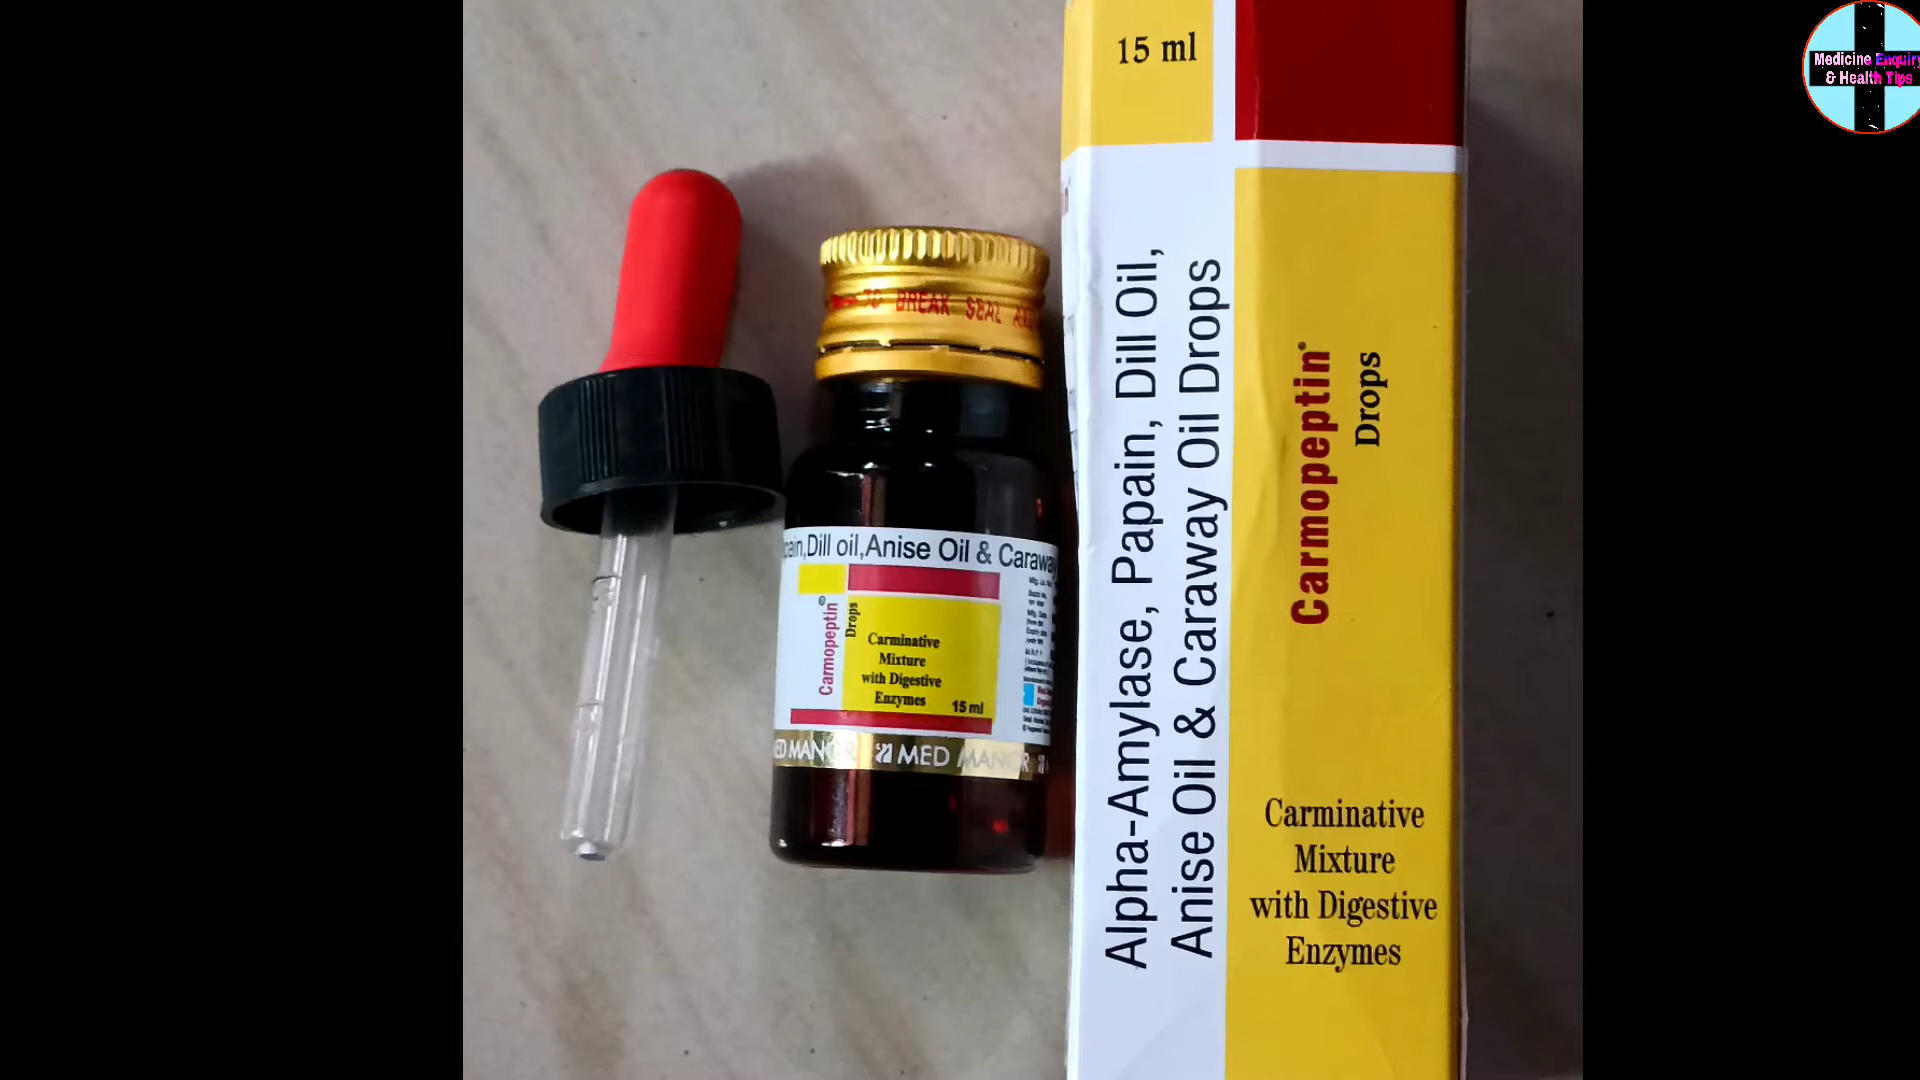 15 ml
Alpha-Amylase, Papain, Dill Oil,
Anise Oil & Caraway Oil Drops
Carmopeptin®
Drops
Carminative
Mixture
with Digestive
Enzymes
TO BREAK SEAL
Dill oil,Anise Oil & Caraway
Carmopeptin®
Drops
Carminative
Mixture
with Digestive
Enzymes
15 ml
MED MANOR
Medicine Enquiry
& Health Tips